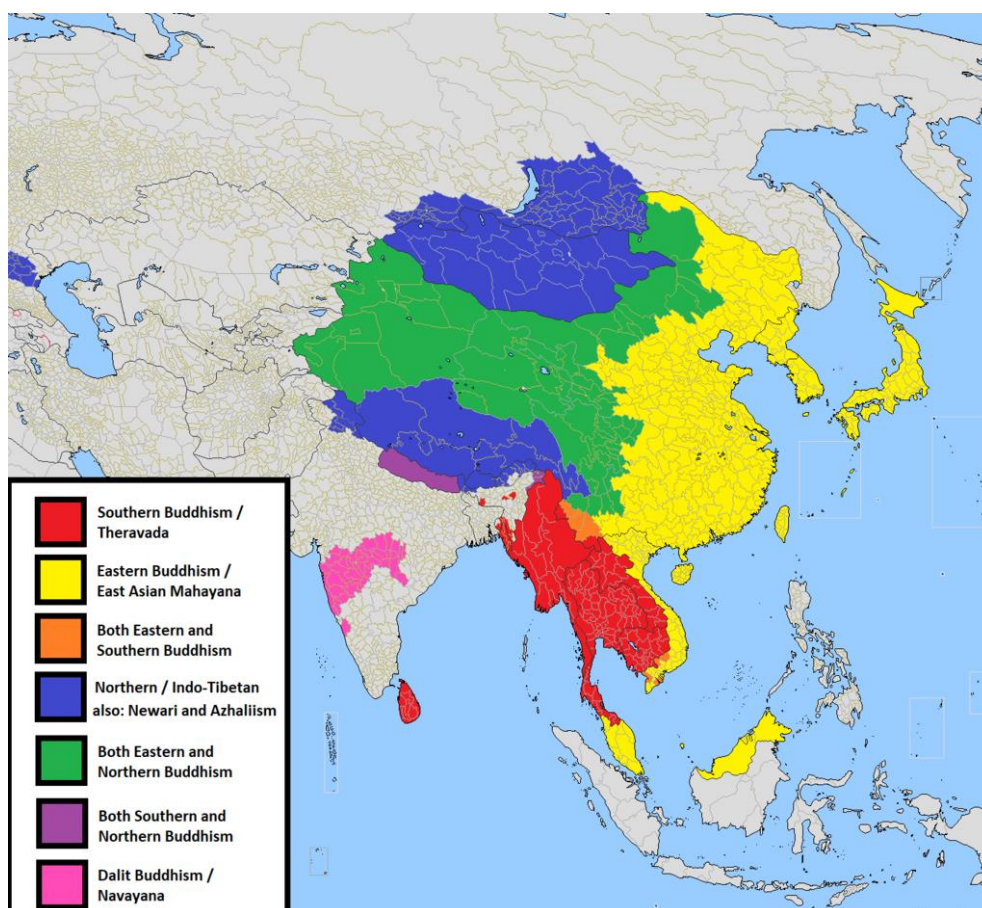 Southern Buddhism /
Theravada
Eastern Buddhism /
East Asian Mahayana
Both Eastern and
Southern Buddhism
Northern / Indo-Tibetan
also: Newari and Azhaliism
Both Eastern and
Northern Buddhism
Both Southern and
Northern Buddhism
Dalit Buddhism /
Navayana